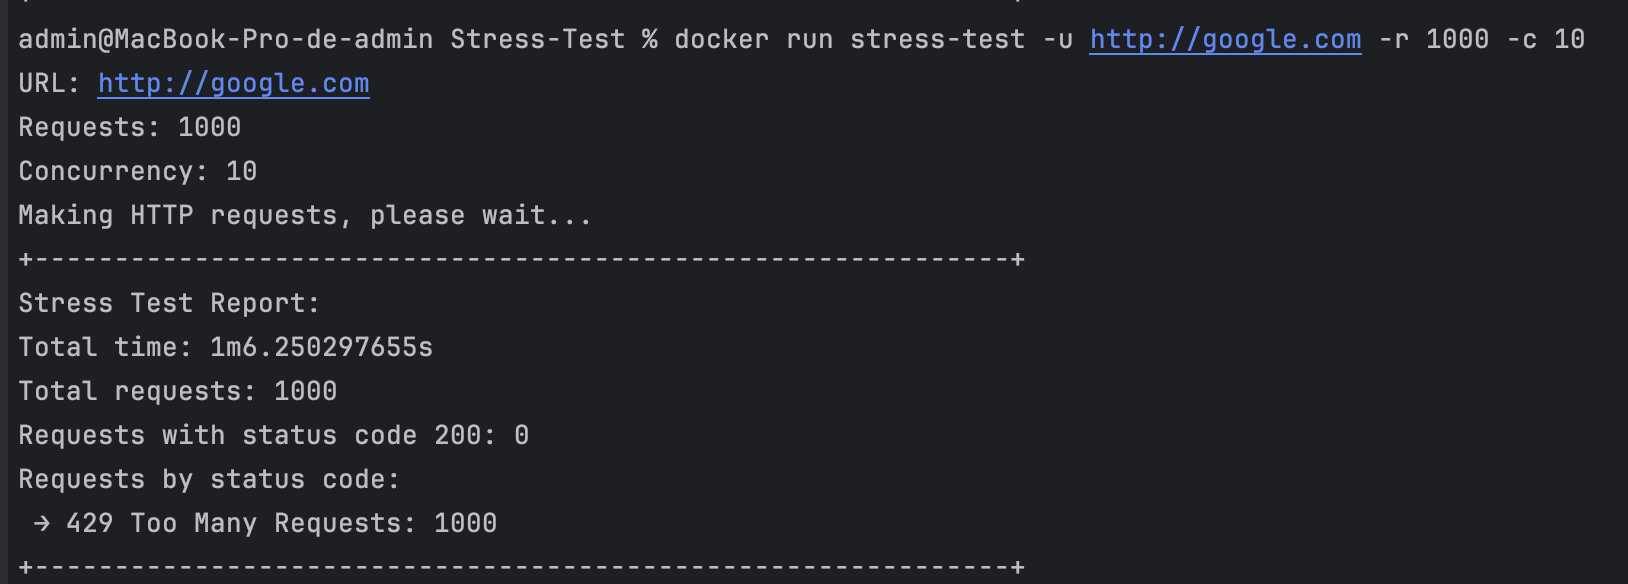 admin@MacBook-Pro-de-admin Stress-Test % docker run stress-test -u http://google.com -r 1000 -c 10
URL: http://google.com
Requests: 1000
Concurrency: 10
Making HTTP requests, please wait...
+-------------------------------------------------------------+
Stress Test Report:
Total time: 1m6.250297655s
Total requests: 1000
Requests with status code 200: 0
Requests by status code:
→ 429 Too Many Requests: 1000
+-------------------------------------------------------------+